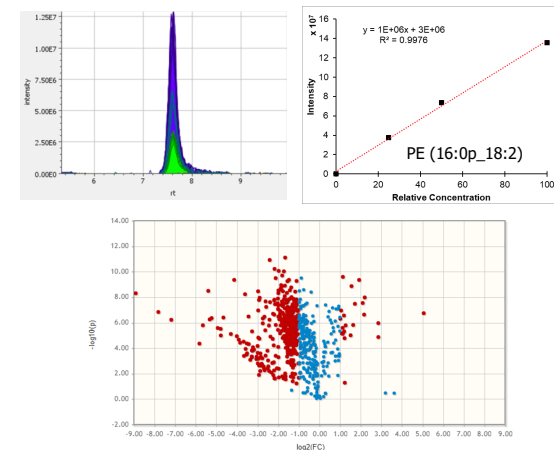 1.25E7
1.00E7
7.50E6
5.00E6
2.50E6
0.00E0
intensity
6 7 8 9
rt
x 10⁷
y = 1E+06x + 3E+06
R² = 0.9976
16
14
12
10
8
6
4
2
0
Intensity
PE (16:0p_18:2)
0 20 40 60 80 100
Relative Concentration
14.00
12.00
10.00
8.00
6.00
4.00
2.00
0.00
-2.00
-log10(p)
-9.00 -8.00 -7.00 -6.00 -5.00 -4.00 -3.00 -2.00 -1.00 0.00 1.00 2.00 3.00 4.00 5.00 6.00 7.00 8.00 9.00
log2(FC)